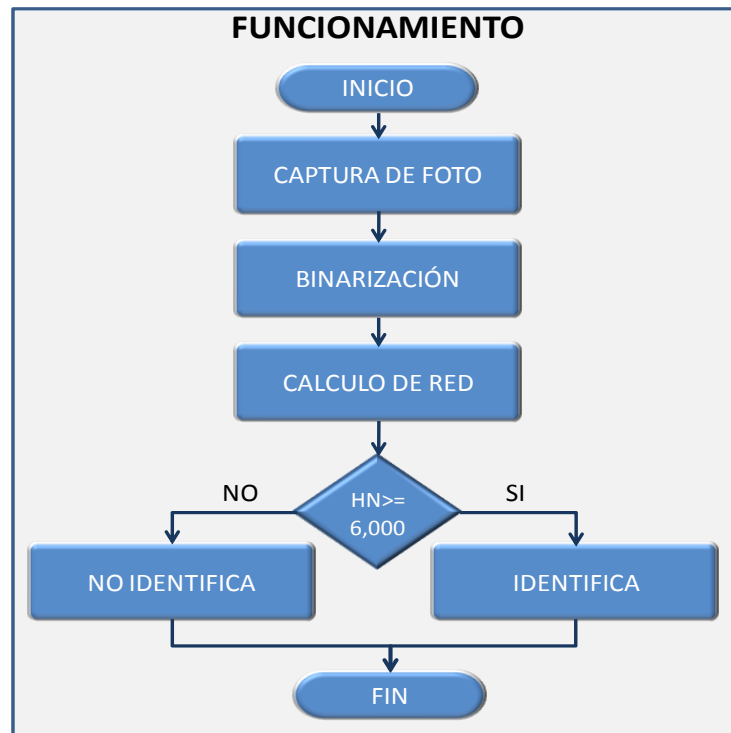 FUNCIONAMIENTO
INICIO
CAPTURA DE FOTO
BINARIZACIÓN
CALCULO DE RED
NO
HN>=
6,000
SI
NO IDENTIFICA
IDENTIFICA
FIN